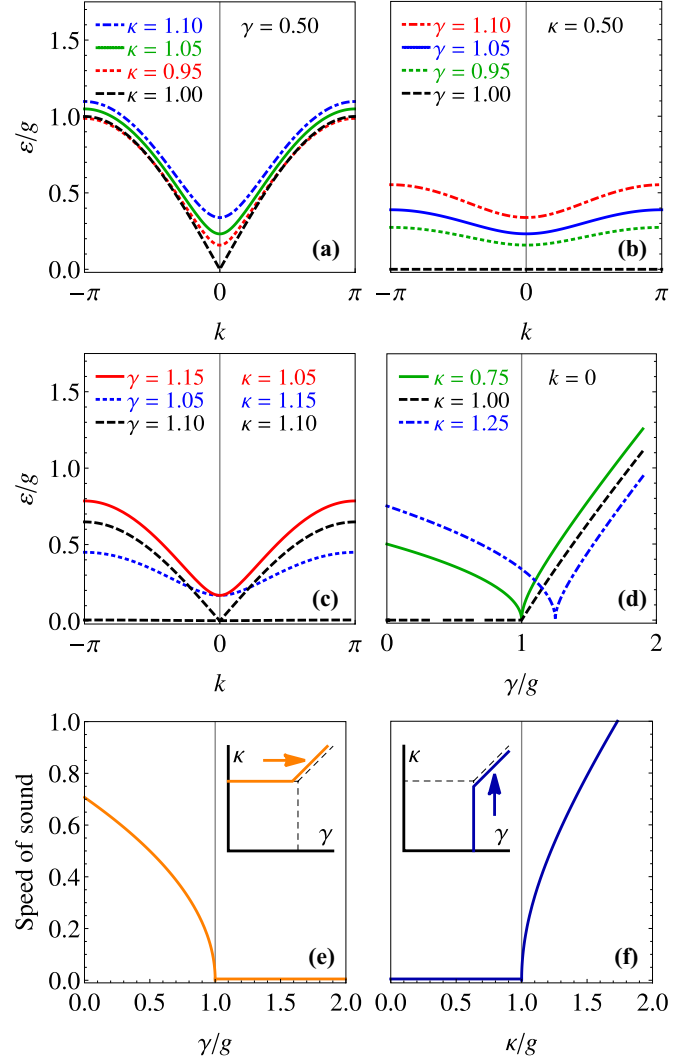 κ = 1.10 γ = 0.50
κ = 1.05
κ = 0.95
κ = 1.00
1.5
1.0
0.5
0.0
ε/g
(a)
−π 0 π
k
γ = 1.10 κ = 0.50
γ = 1.05
γ = 0.95
γ = 1.00
(b)
−π 0 π
k
γ = 1.15 κ = 1.05
γ = 1.05 κ = 1.15
γ = 1.10 κ = 1.10
1.5
1.0
0.5
0.0
ε/g
(c)
−π 0 π
k
κ = 0.75 k = 0
κ = 1.00
κ = 1.25
(d)
0 1 2
γ/g
1.0
0.8
0.6
0.4
0.2
0.0
Speed of sound
κ
γ
(e)
0.0 0.5 1.0 1.5 2.0
γ/g
κ
γ
(f)
0.0 0.5 1.0 1.5 2.0
κ/g